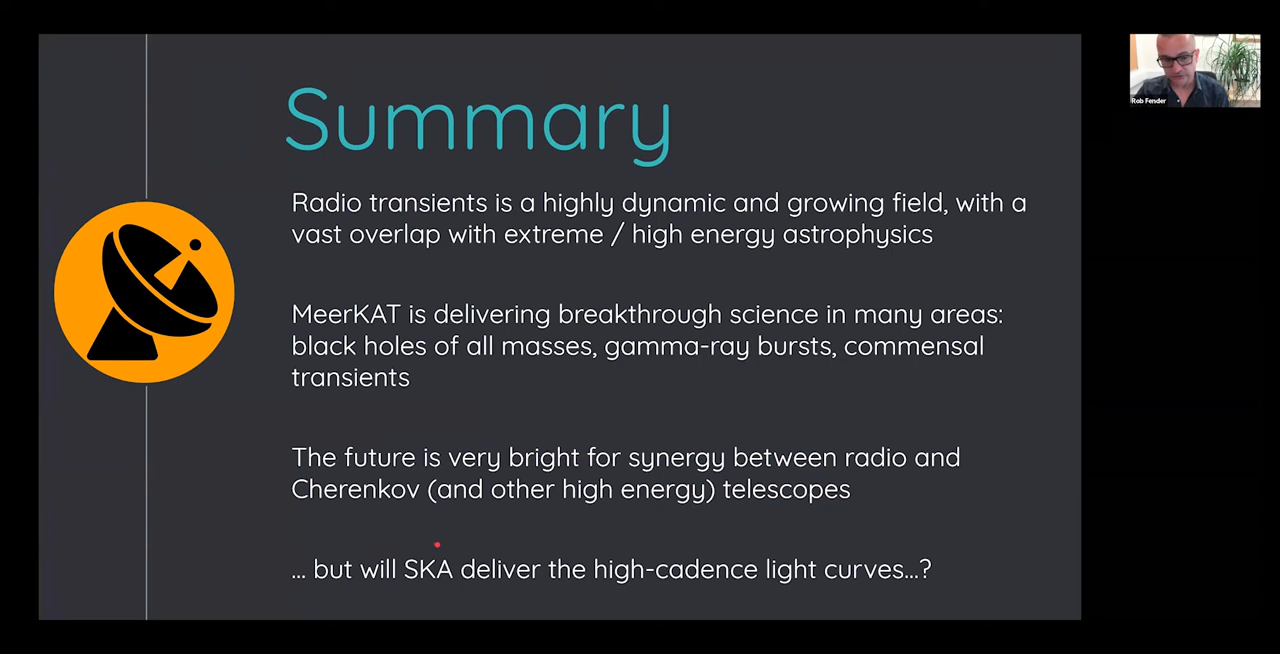 Summary
Radio transients is a highly dynamic and growing field, with a
vast overlap with extreme / high energy astrophysics
MeerKAT is delivering breakthrough science in many areas:
black holes of all masses, gamma-ray bursts, commensal
transients
The future is very bright for synergy between radio and
Cherenkov (and other high energy) telescopes
... but will SKA deliver the high-cadence light curves...?
Rob Fender